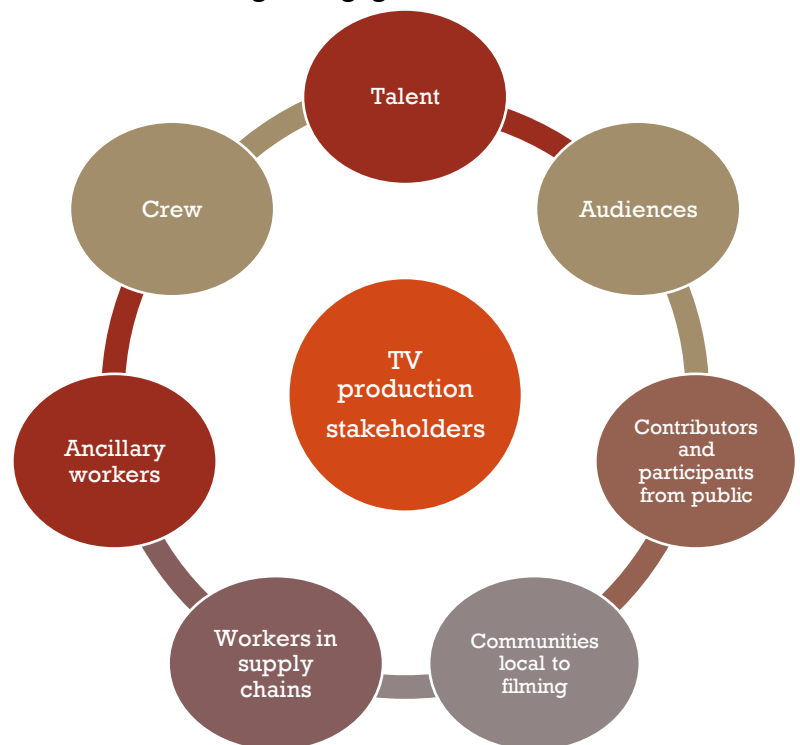 Talent
Audiences
Contributors
and
participants
from public
Communities
local to
filming
Workers in
supply
chains
Ancillary
workers
Crew
TV
production
stakeholders